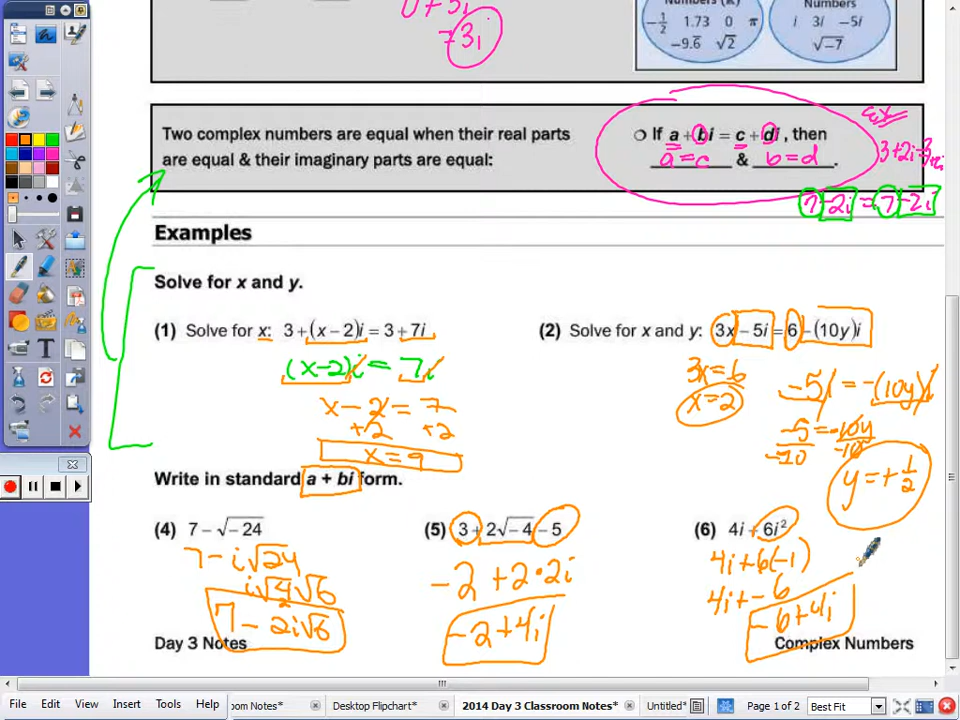 0 + 3i
3i
Numbers (ℝ)
-1/2 1.73 0 π
-9.6̅ √2
Numbers
i 3i -5i
√-7
Two complex numbers are equal when their real parts
are equal & their imaginary parts are equal:
❍ If a + bi = c + di, then
a=c & b=d.
ex
3+2i=3+2i
7-2i=7-2i
Examples
Solve for x and y.
(1) Solve for x: 3 + (x – 2)i = 3 + 7i
(x-2)i = 7i
x-2=7
+2 +2
x=9
(2) Solve for x and y: 3x – 5i = 6 – (10y)i
3x=6
x=2
-5i = -(10y)i
-5 = -10y
-10 -10
y=+1/2
Write in standard a + bi form.
(4) 7 – √– 24
7-i√24
i√4√6
2
7-2i√6
(5) 3 + 2√– 4 – 5
-2+2•2i
-2+4i
(6) 4i + 6i²
4i+6(-1)
4i+-6
-6+4i
Day 3 Notes
Complex Numbers
File Edit View Insert Tools Help
oom Notes*
Desktop Flipchart*
2014 Day 3 Classroom Notes*
Untitled*
Page 1 of 2
Best Fit